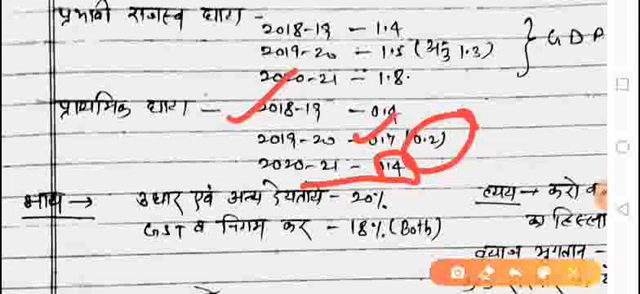 प्रभावी राजस्व घाटा - 2018-19 - 1.4
2019-20 - 1.5 (अनु 1.3)
2020-21 - 1.8.
GDP
प्राथमिक घाटा - 2018-19 - 0.4
2019-20 - 0.7 (0.2)
2020-21 - 0.4
आय → उधार एवं अन्य देयतायें - 20%
GST व निगम कर - 18% (Both)
व्यय → करो व
का हिस्सा
ब्याज भुगतान -